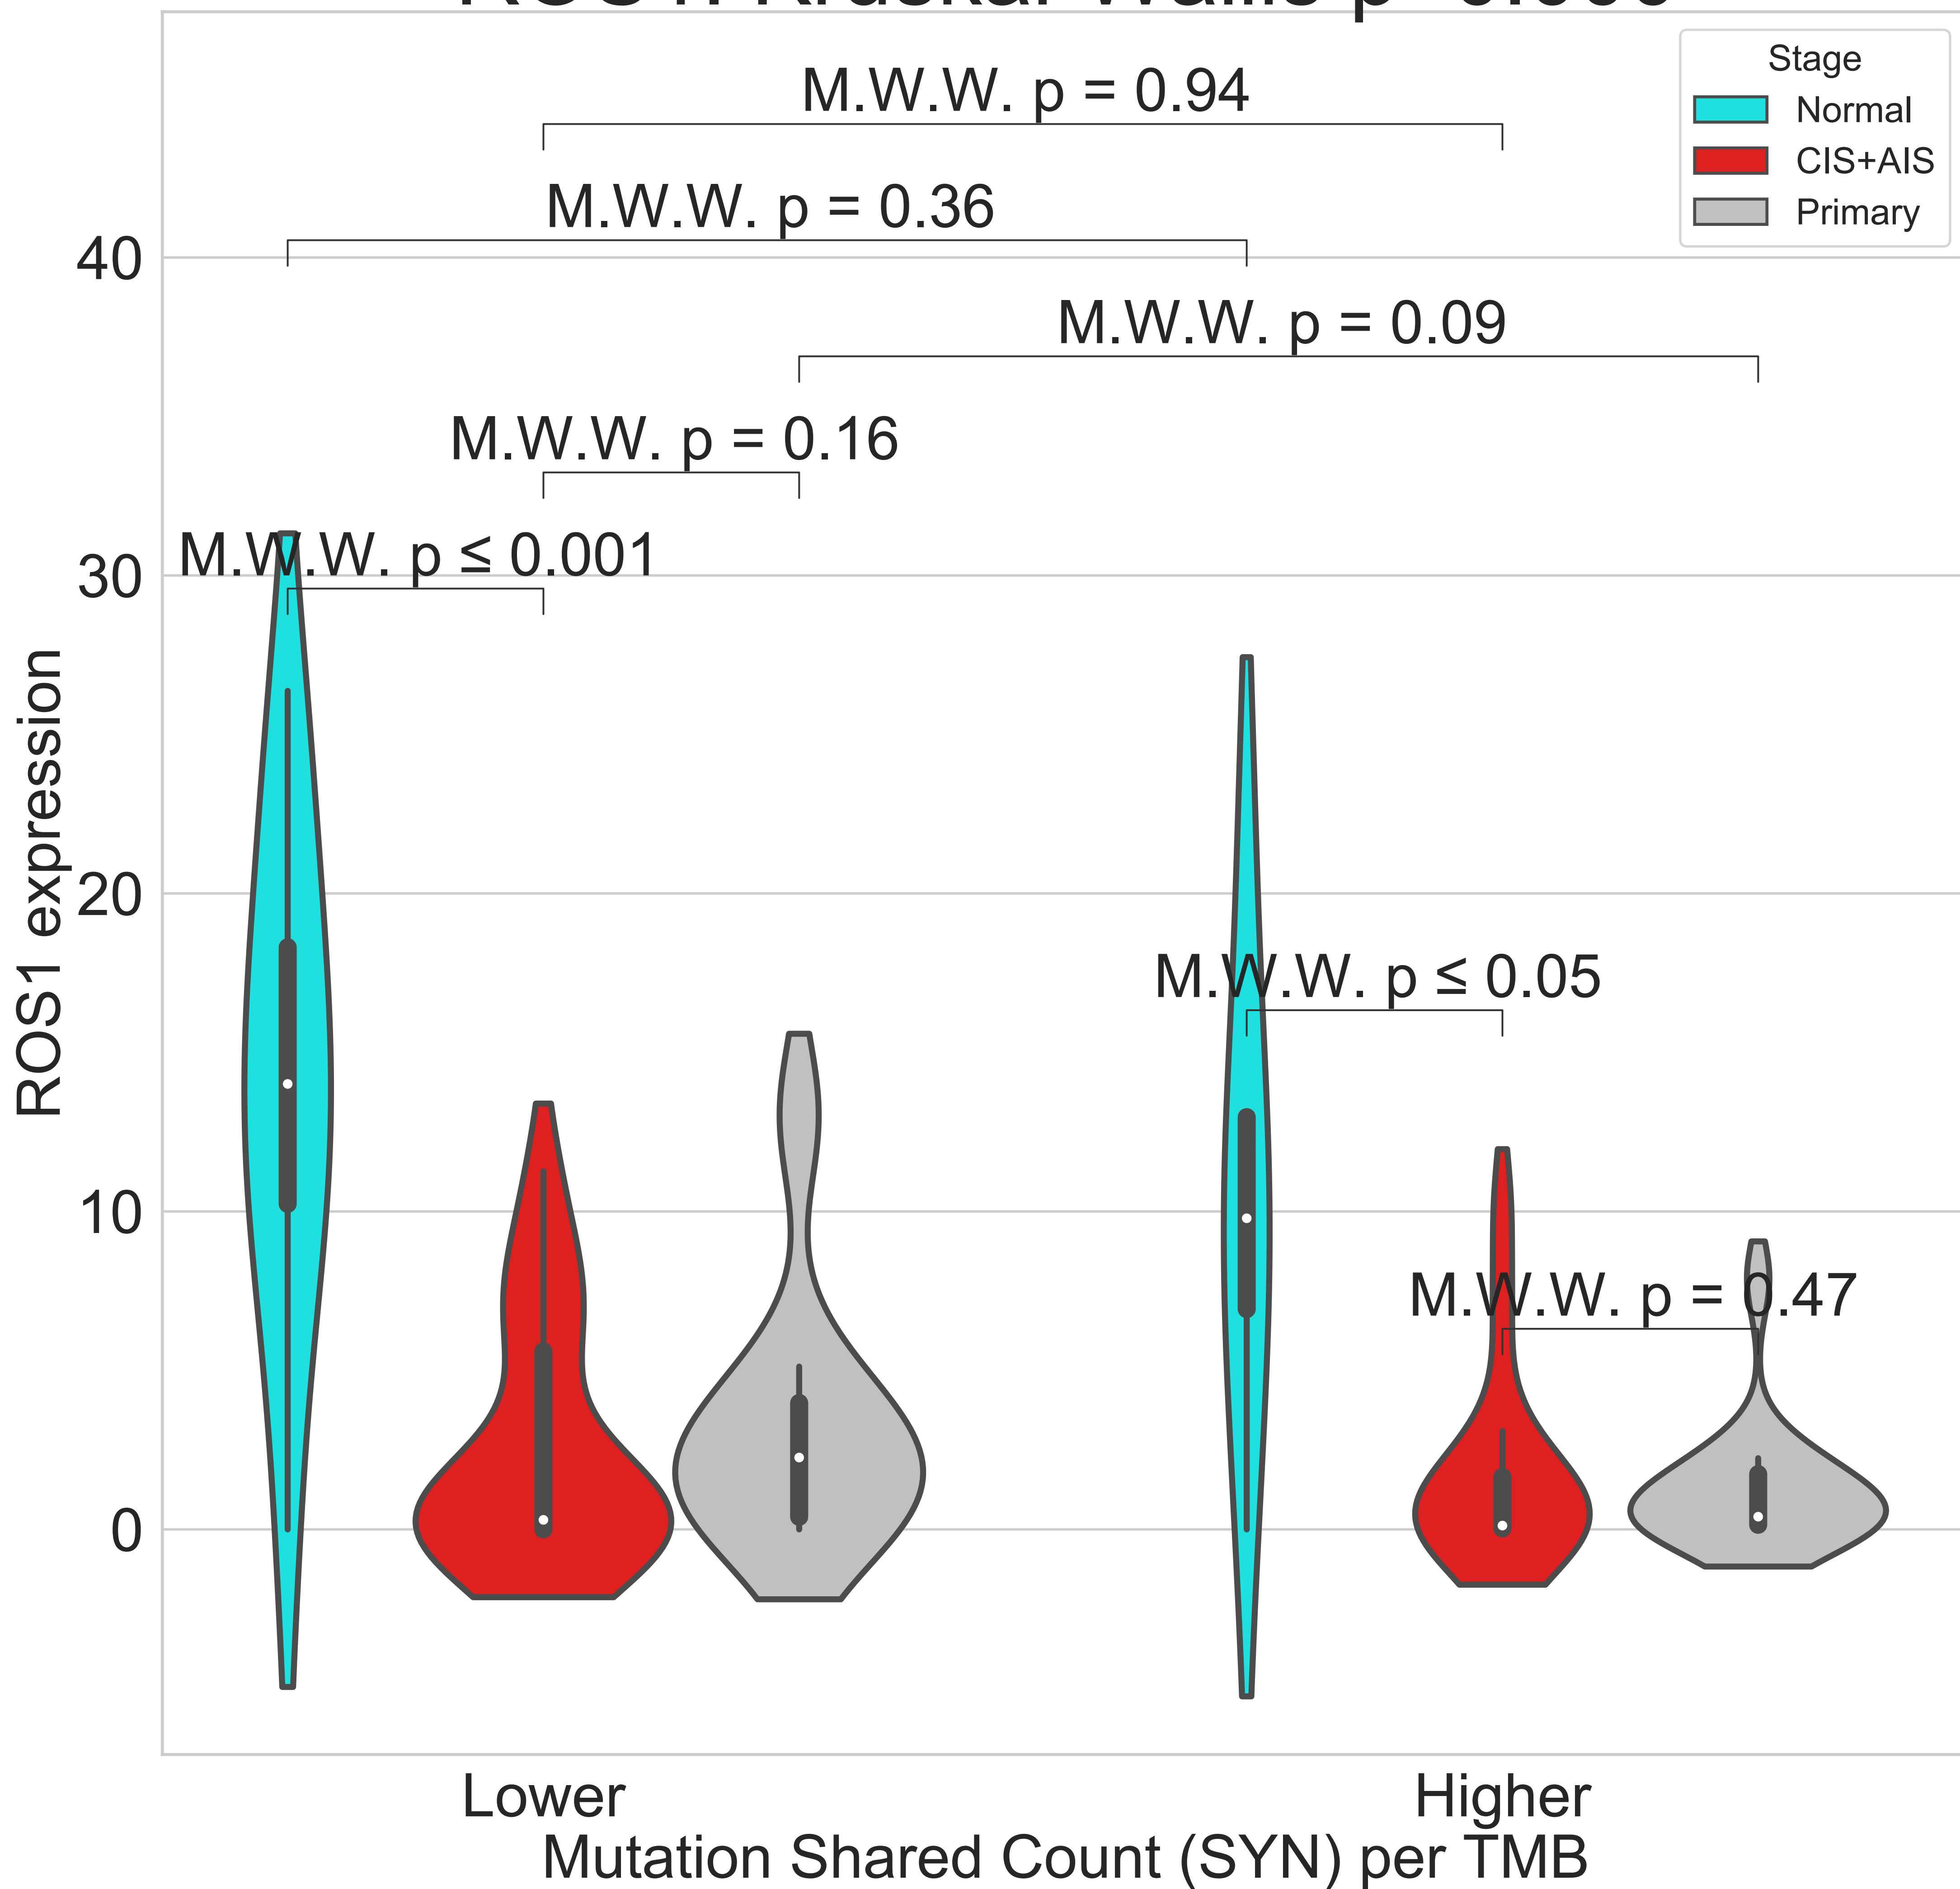 Stage
Normal
CIS+AIS
Primary
M.W.W. p = 0.94
M.W.W. p = 0.36
M.W.W. p = 0.09
M.W.W. p = 0.16
M.W.W. p ≤ 0.001
M.W.W. p ≤ 0.05
M.W.W. p = 0.47
40
30
20
10
0
ROS1 expression
Lower
Higher
Mutation Shared Count (SYN) per TMB